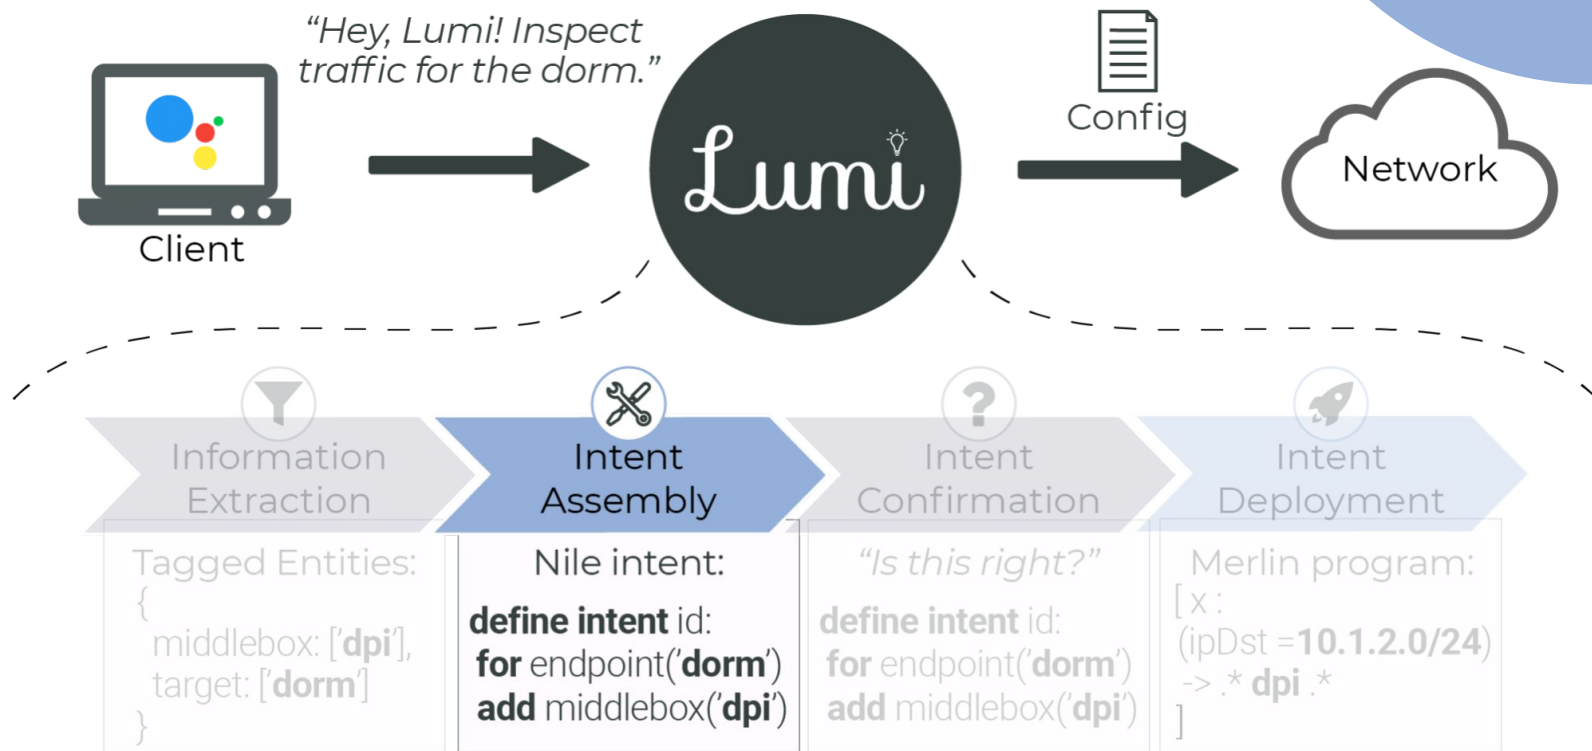 “Hey, Lumi! Inspect
traffic for the dorm.”
Client
Lumi
Config
Network
Information
Extraction
Tagged Entities:
{
middlebox: [’dpi’],
target: [’dorm’]
}
Intent
Assembly
Nile intent:
define intent id:
for endpoint(’dorm’)
add middlebox(’dpi’)
?
Intent
Confirmation
“Is this right?”
define intent id:
for endpoint(’dorm’)
add middlebox(’dpi’)
Intent
Deployment
Merlin program:
[ x :
(ipDst =10.1.2.0/24)
-> .* dpi .*
]